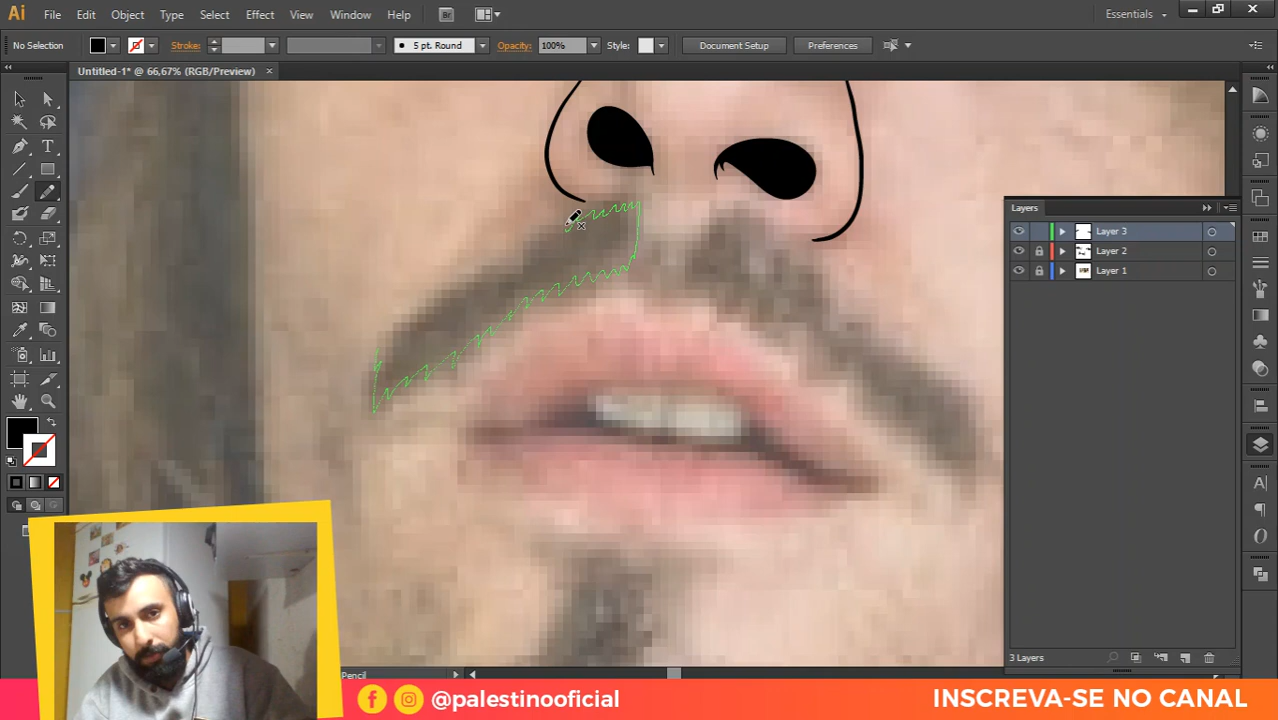 Ai File Edit Object Type Select Effect View Window Help Br Essentials
No Selection Stroke: 5 pt. Round Opacity: 100% Style: Document Setup Preferences
Untitled-1* @ 66,67% (RGB/Preview) ×
Layers
Layer 3
Layer 2
Layer 1
3 Layers
Pencil
@palestinooficial
INSCREVA-SE NO CANAL